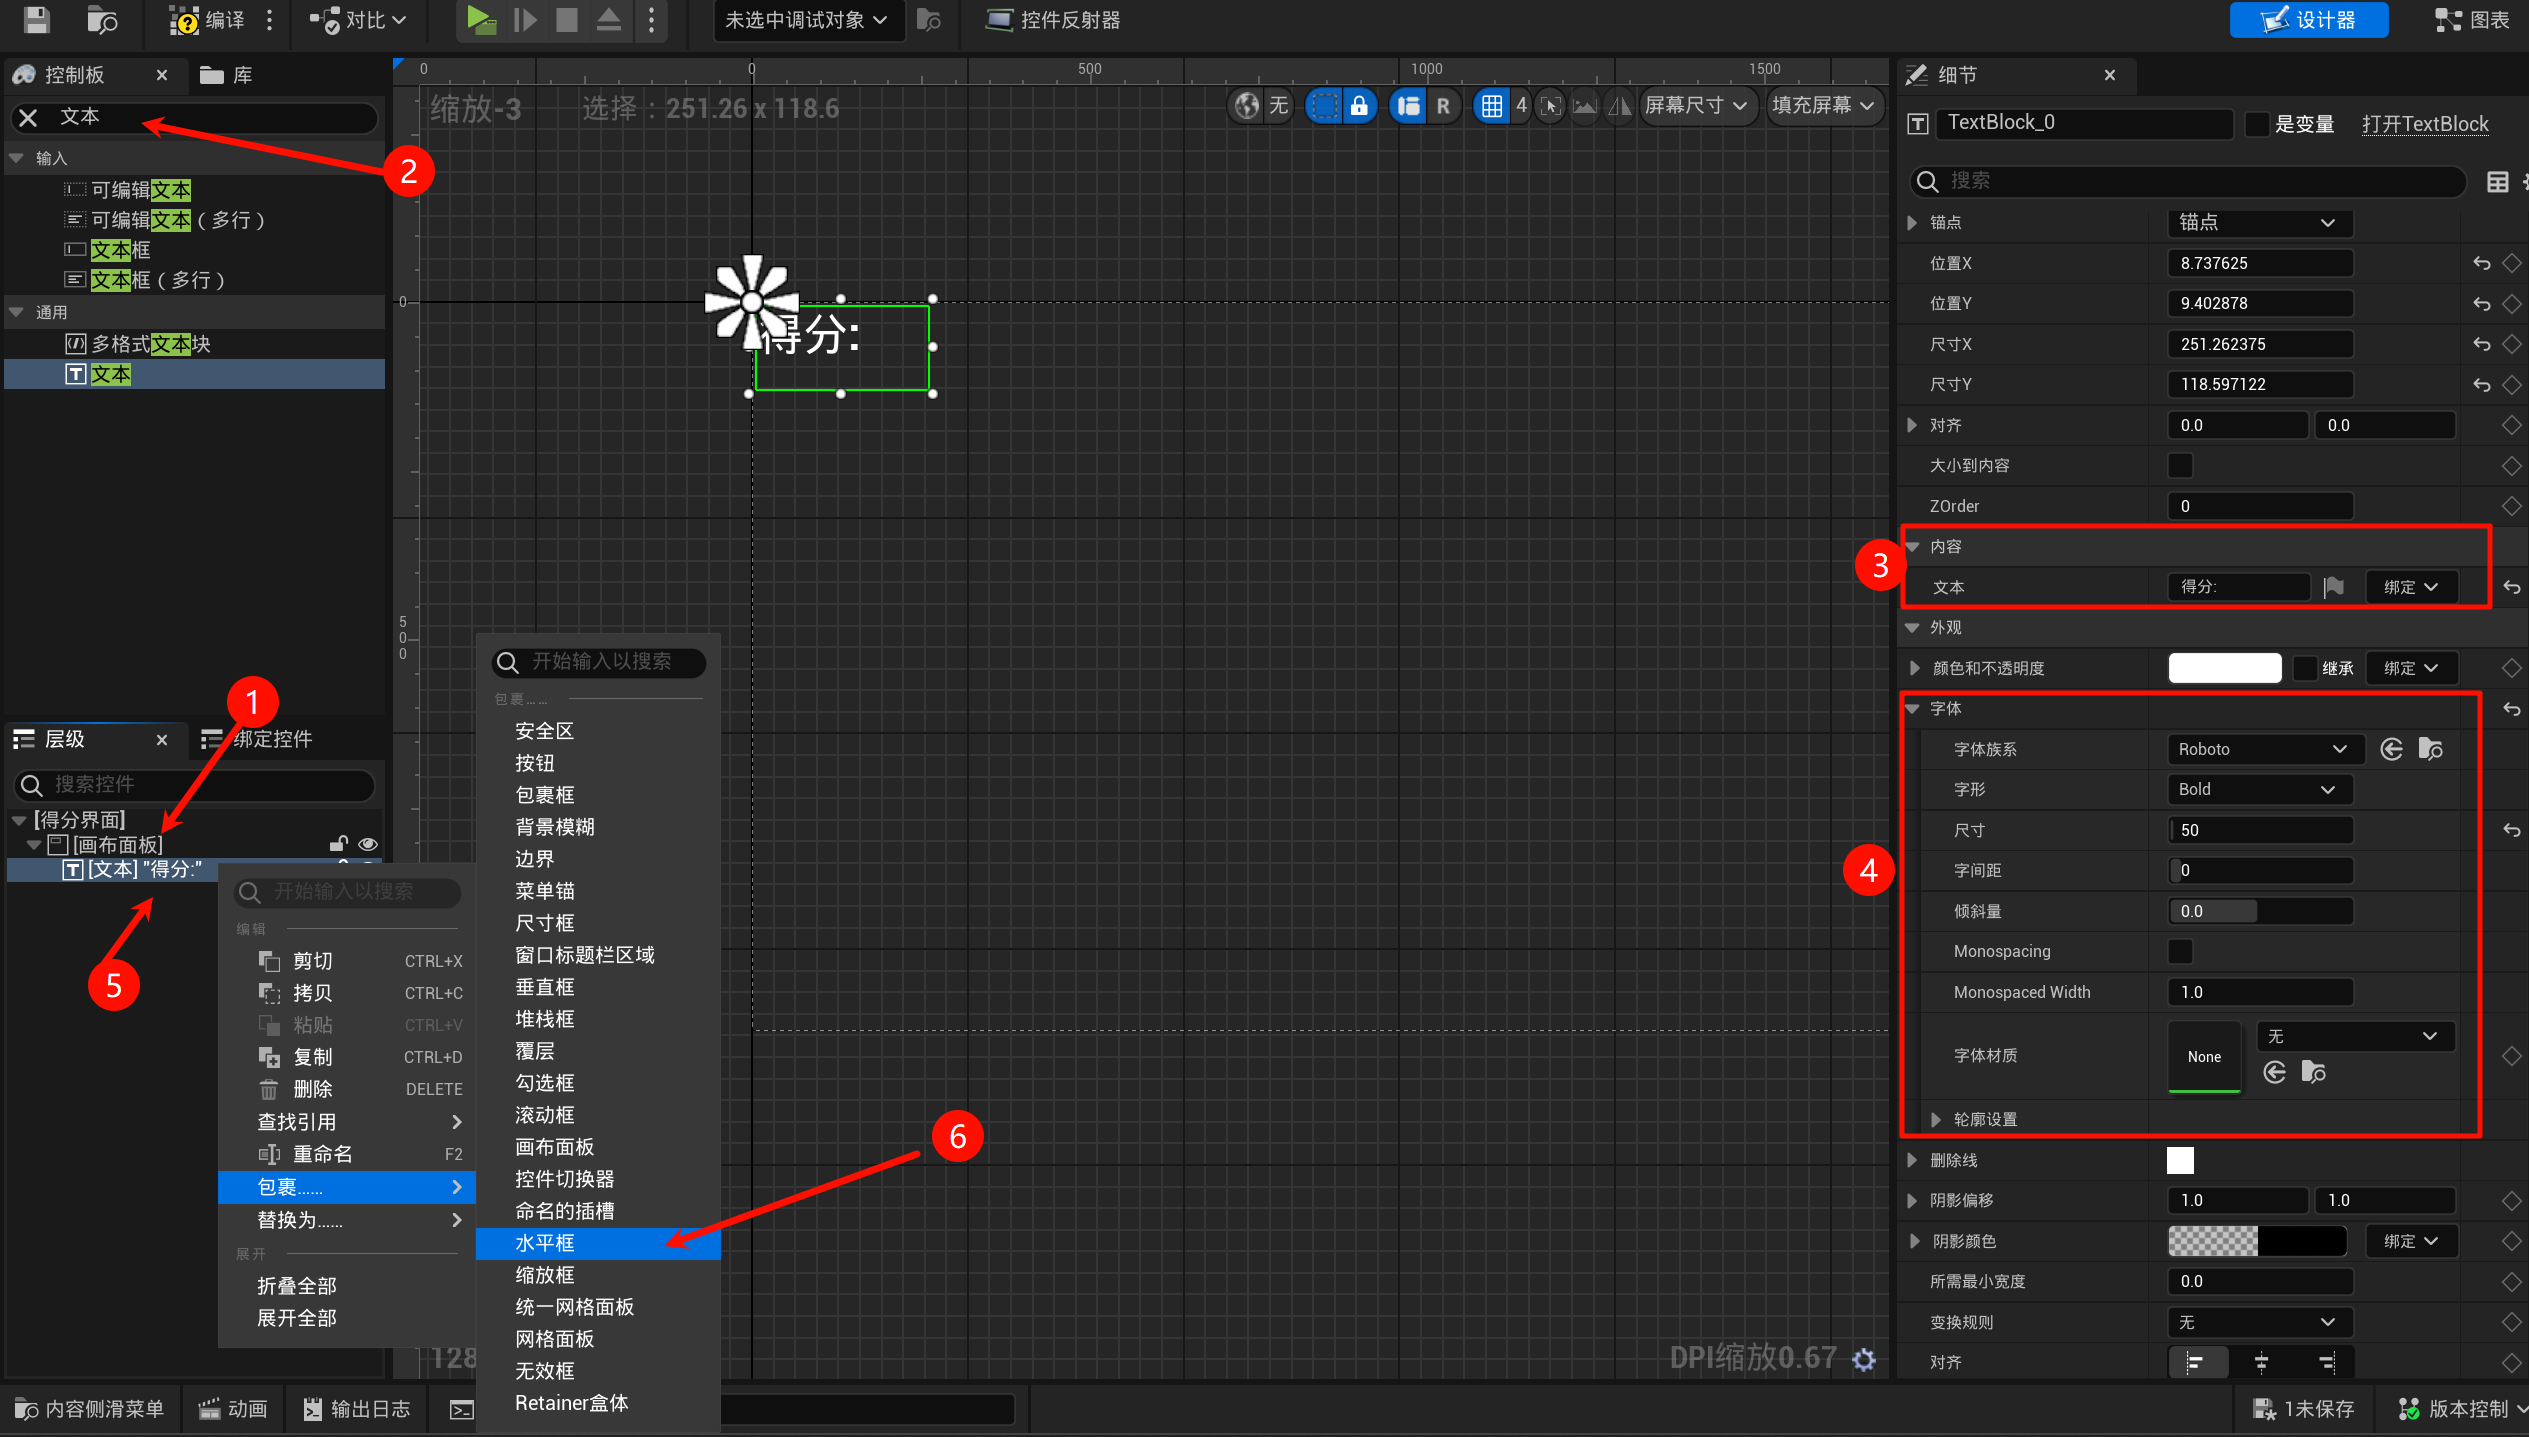 编译
对比
未选中调试对象
控件反射器
设计器
图表
控制板
库
文本
2
输入
可编辑文本
可编辑文本（多行）
文本框
文本框（多行）
通用
多格式文本块
文本
1
层级
绑定控件
搜索控件
[得分界面]
[画布面板]
[文本] "得分:"
5
开始输入以搜索
编辑
剪切 CTRL+X
拷贝 CTRL+C
粘贴 CTRL+V
复制 CTRL+D
删除 DELETE
查找引用
重命名 F2
包裹……
替换为……
展开
折叠全部
展开全部
开始输入以搜索
包裹……
安全区
按钮
包裹框
背景模糊
边界
菜单锚
尺寸框
窗口标题栏区域
垂直框
堆栈框
覆层
勾选框
滚动框
画布面板
控件切换器
命名的插槽
水平框
缩放框
统一网格面板
网格面板
无效框
Retainer盒体
6
0
0
500
1000
1500
缩放-3
选择：251.26 x 118.6
无
R
4
屏幕尺寸
填充屏幕
0
500
得分:
128
DPI缩放0.67
细节
TextBlock_0
是变量
打开TextBlock
搜索
锚点 锚点
位置X 8.737625
位置Y 9.402878
尺寸X 251.262375
尺寸Y 118.597122
对齐 0.0 0.0
大小到内容
ZOrder 0
3
内容
文本 得分: 绑定
外观
颜色和不透明度 继承 绑定
4
字体
字体族系 Roboto
字形 Bold
尺寸 50
字间距 0
倾斜量 0.0
Monospacing
Monospaced Width 1.0
字体材质 None 无
轮廓设置
删除线
阴影偏移 1.0 1.0
阴影颜色 绑定
所需最小宽度 0.0
变换规则 无
对齐
内容侧滑菜单
动画
输出日志
1未保存
版本控制